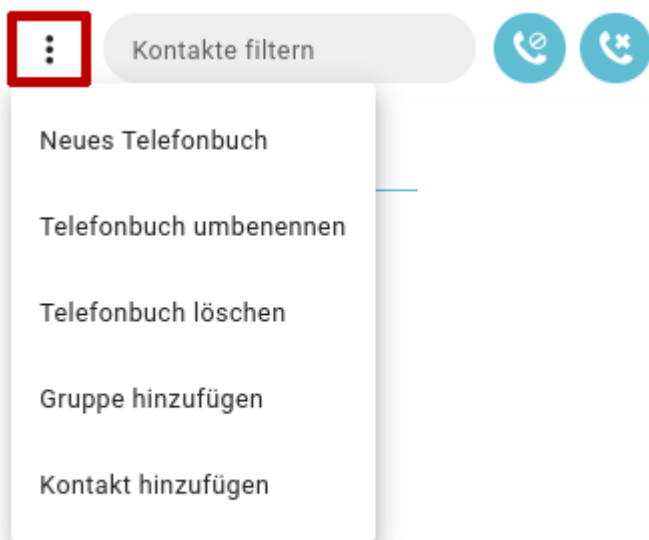 Kontakte filtern
Neues Telefonbuch
Telefonbuch umbenennen
Telefonbuch löschen
Gruppe hinzufügen
Kontakt hinzufügen